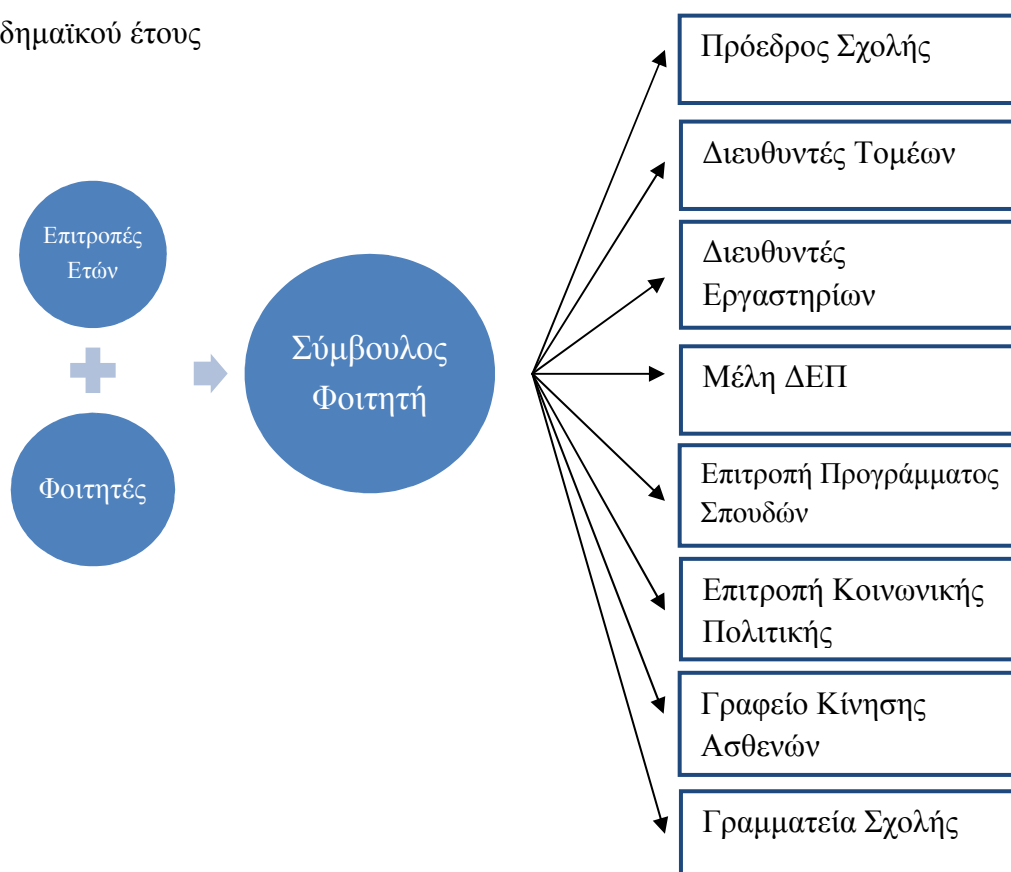 δημαϊκού έτους
Επιτροπές
Ετών
Φοιτητές
Σύμβουλος
Φοιτητή
Πρόεδρος Σχολής
Διευθυντές Τομέων
Διευθυντές
Εργαστηρίων
Μέλη ΔΕΠ
Επιτροπή Προγράμματος
Σπουδών
Επιτροπή Κοινωνικής
Πολιτικής
Γραφείο Κίνησης
Ασθενών
Γραμματεία Σχολής